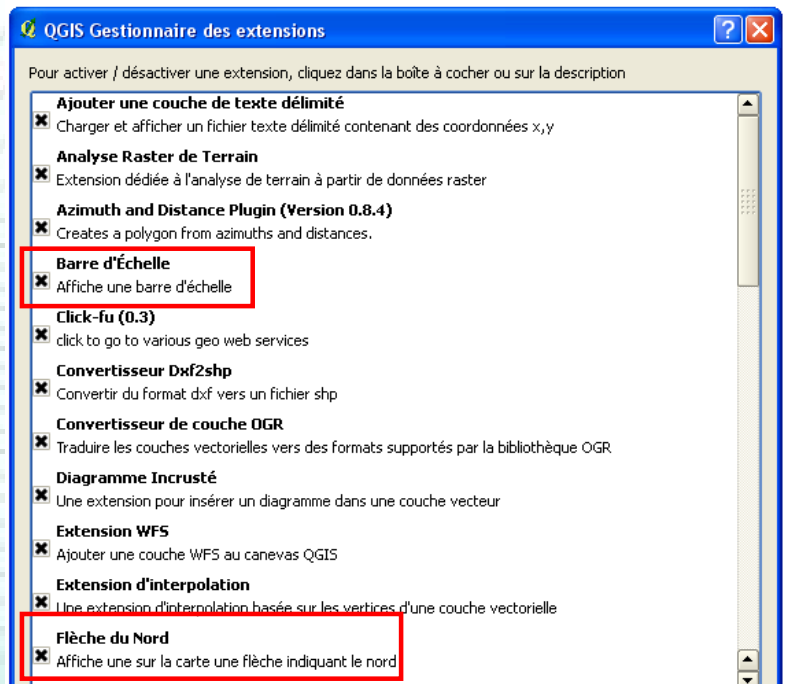 QGIS Gestionnaire des extensions
Pour activer / désactiver une extension, cliquez dans la boîte à cocher ou sur la description
Ajouter une couche de texte délimité
Charger et afficher un fichier texte délimité contenant des coordonnées x,y
Analyse Raster de Terrain
Extension dédiée à l'analyse de terrain à partir de données raster
Azimuth and Distance Plugin (Version 0.8.4)
Creates a polygon from azimuths and distances.
Barre d'Échelle
Affiche une barre d'échelle
Click-fu (0.3)
click to go to various geo web services
Convertisseur Dxf2shp
Convertir du format dxf vers un fichier shp
Convertisseur de couche OGR
Traduire les couches vectorielles vers des formats supportés par la bibliothèque OGR
Diagramme Incrusté
Une extension pour insérer un diagramme dans une couche vecteur
Extension WFS
Ajouter une couche WFS au canevas QGIS
Extension d'interpolation
Une extension d'interpolation basée sur les vertices d'une couche vectorielle
Flèche du Nord
Affiche une sur la carte une flèche indiquant le nord